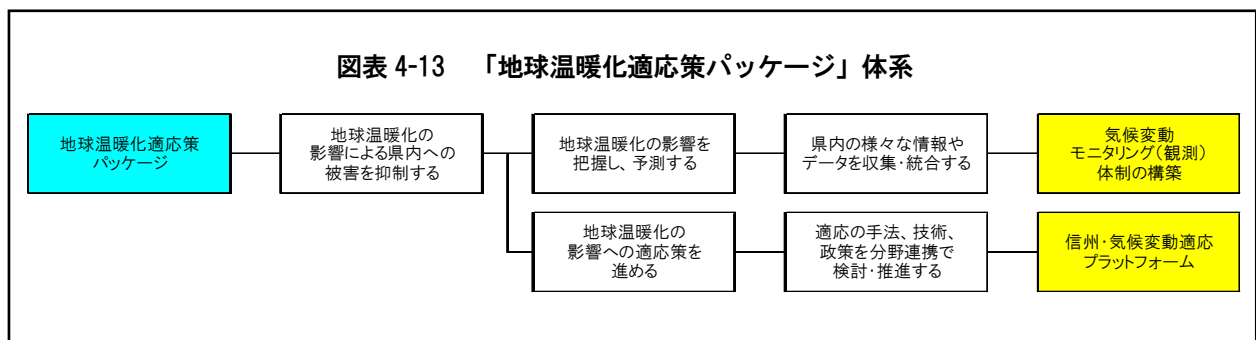 図表 4-13 「地球温暖化適応策パッケージ」体系
地球温暖化適応策
パッケージ
地球温暖化の
影響による県内への
被害を抑制する
地球温暖化の影響を
把握し、予測する
県内の様々な情報や
データを収集・統合する
気候変動
モニタリング(観測)
体制の構築
地球温暖化の
影響への適応策を
進める
適応の手法、技術、
政策を分野連携で
検討・推進する
信州・気候変動適応
プラットフォーム